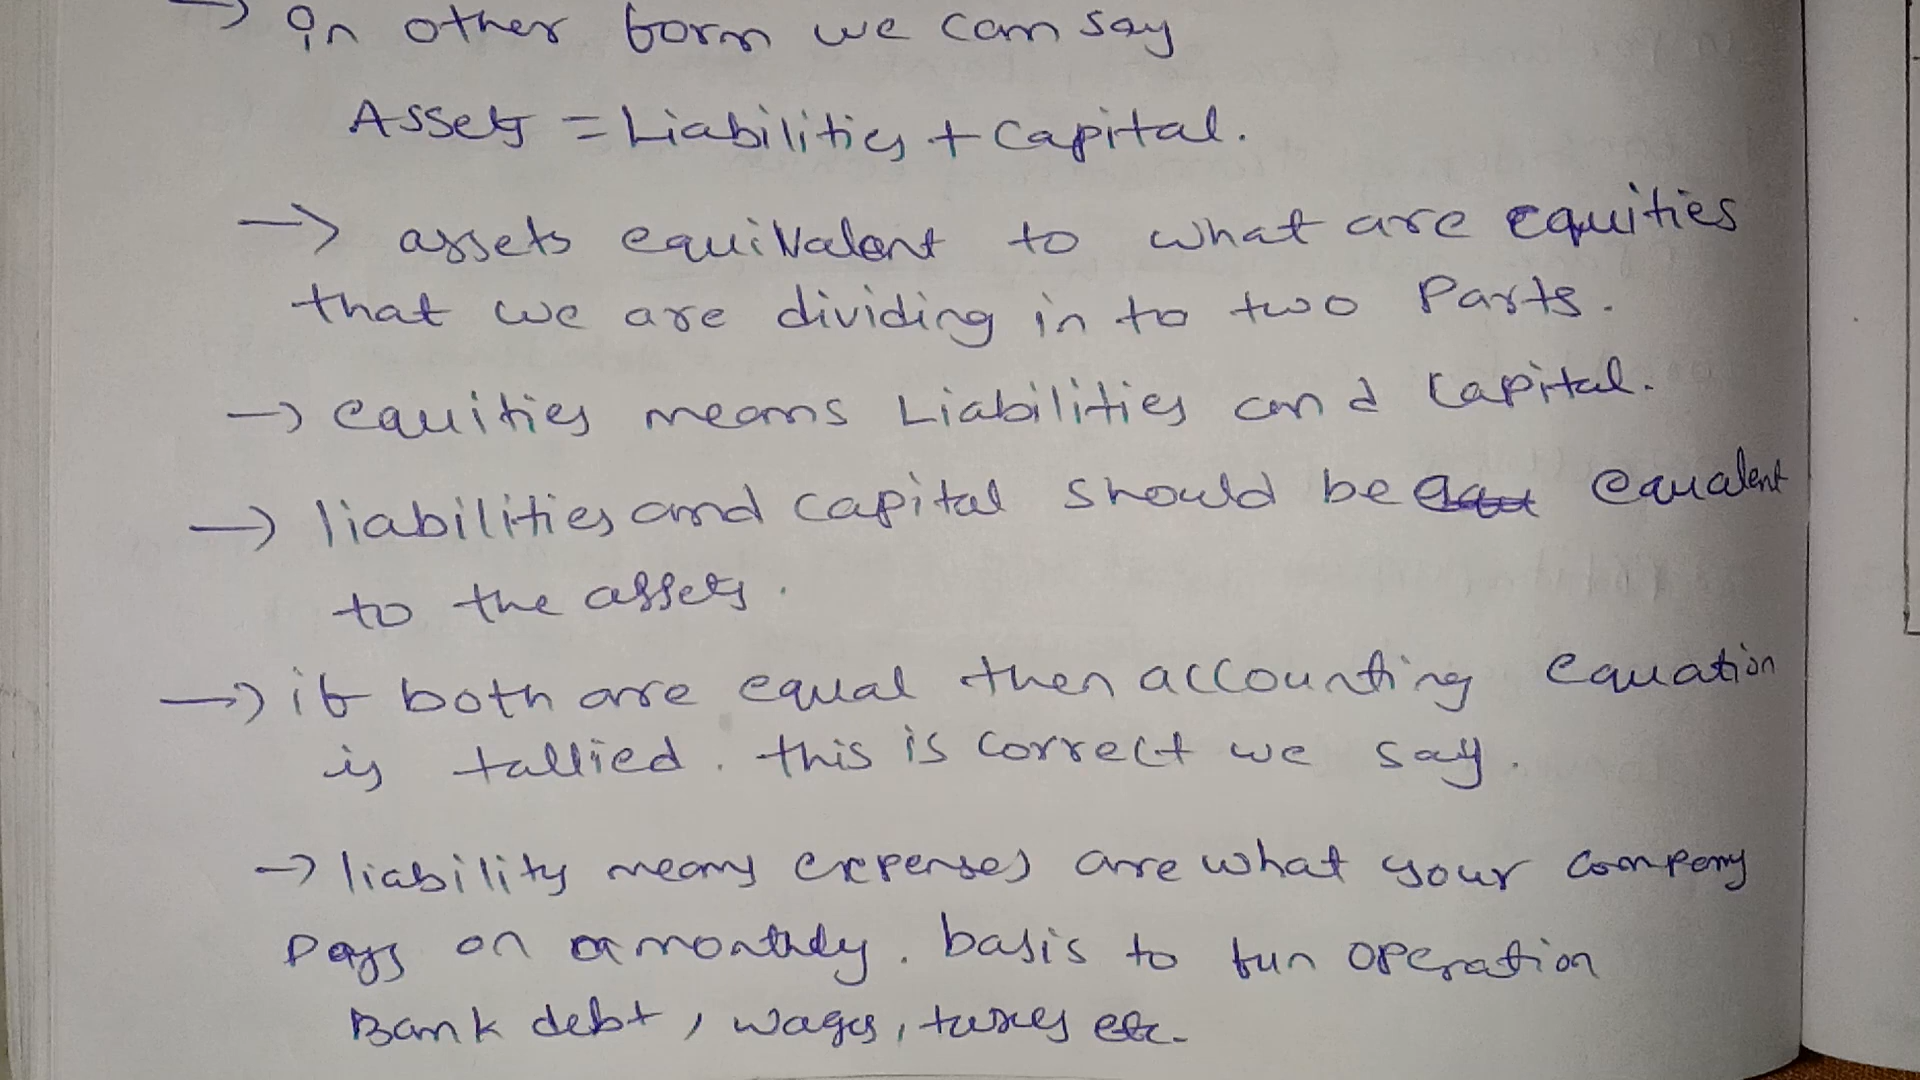 → In other form we can say
Assets = Liabilities + Capital.
→ assets equivalent to what are equities
that we are dividing in to two Parts.
→ equities means Liabilities and Capital.
→ liabilities and capital should be equalent
to the assets.
→ if both are equal then accounting equation
is tallied. this is correct we say.
→ liability means expenses are what your company
pays on a monthly. basis to fun operation
Bank debt, wages, taxes etc.